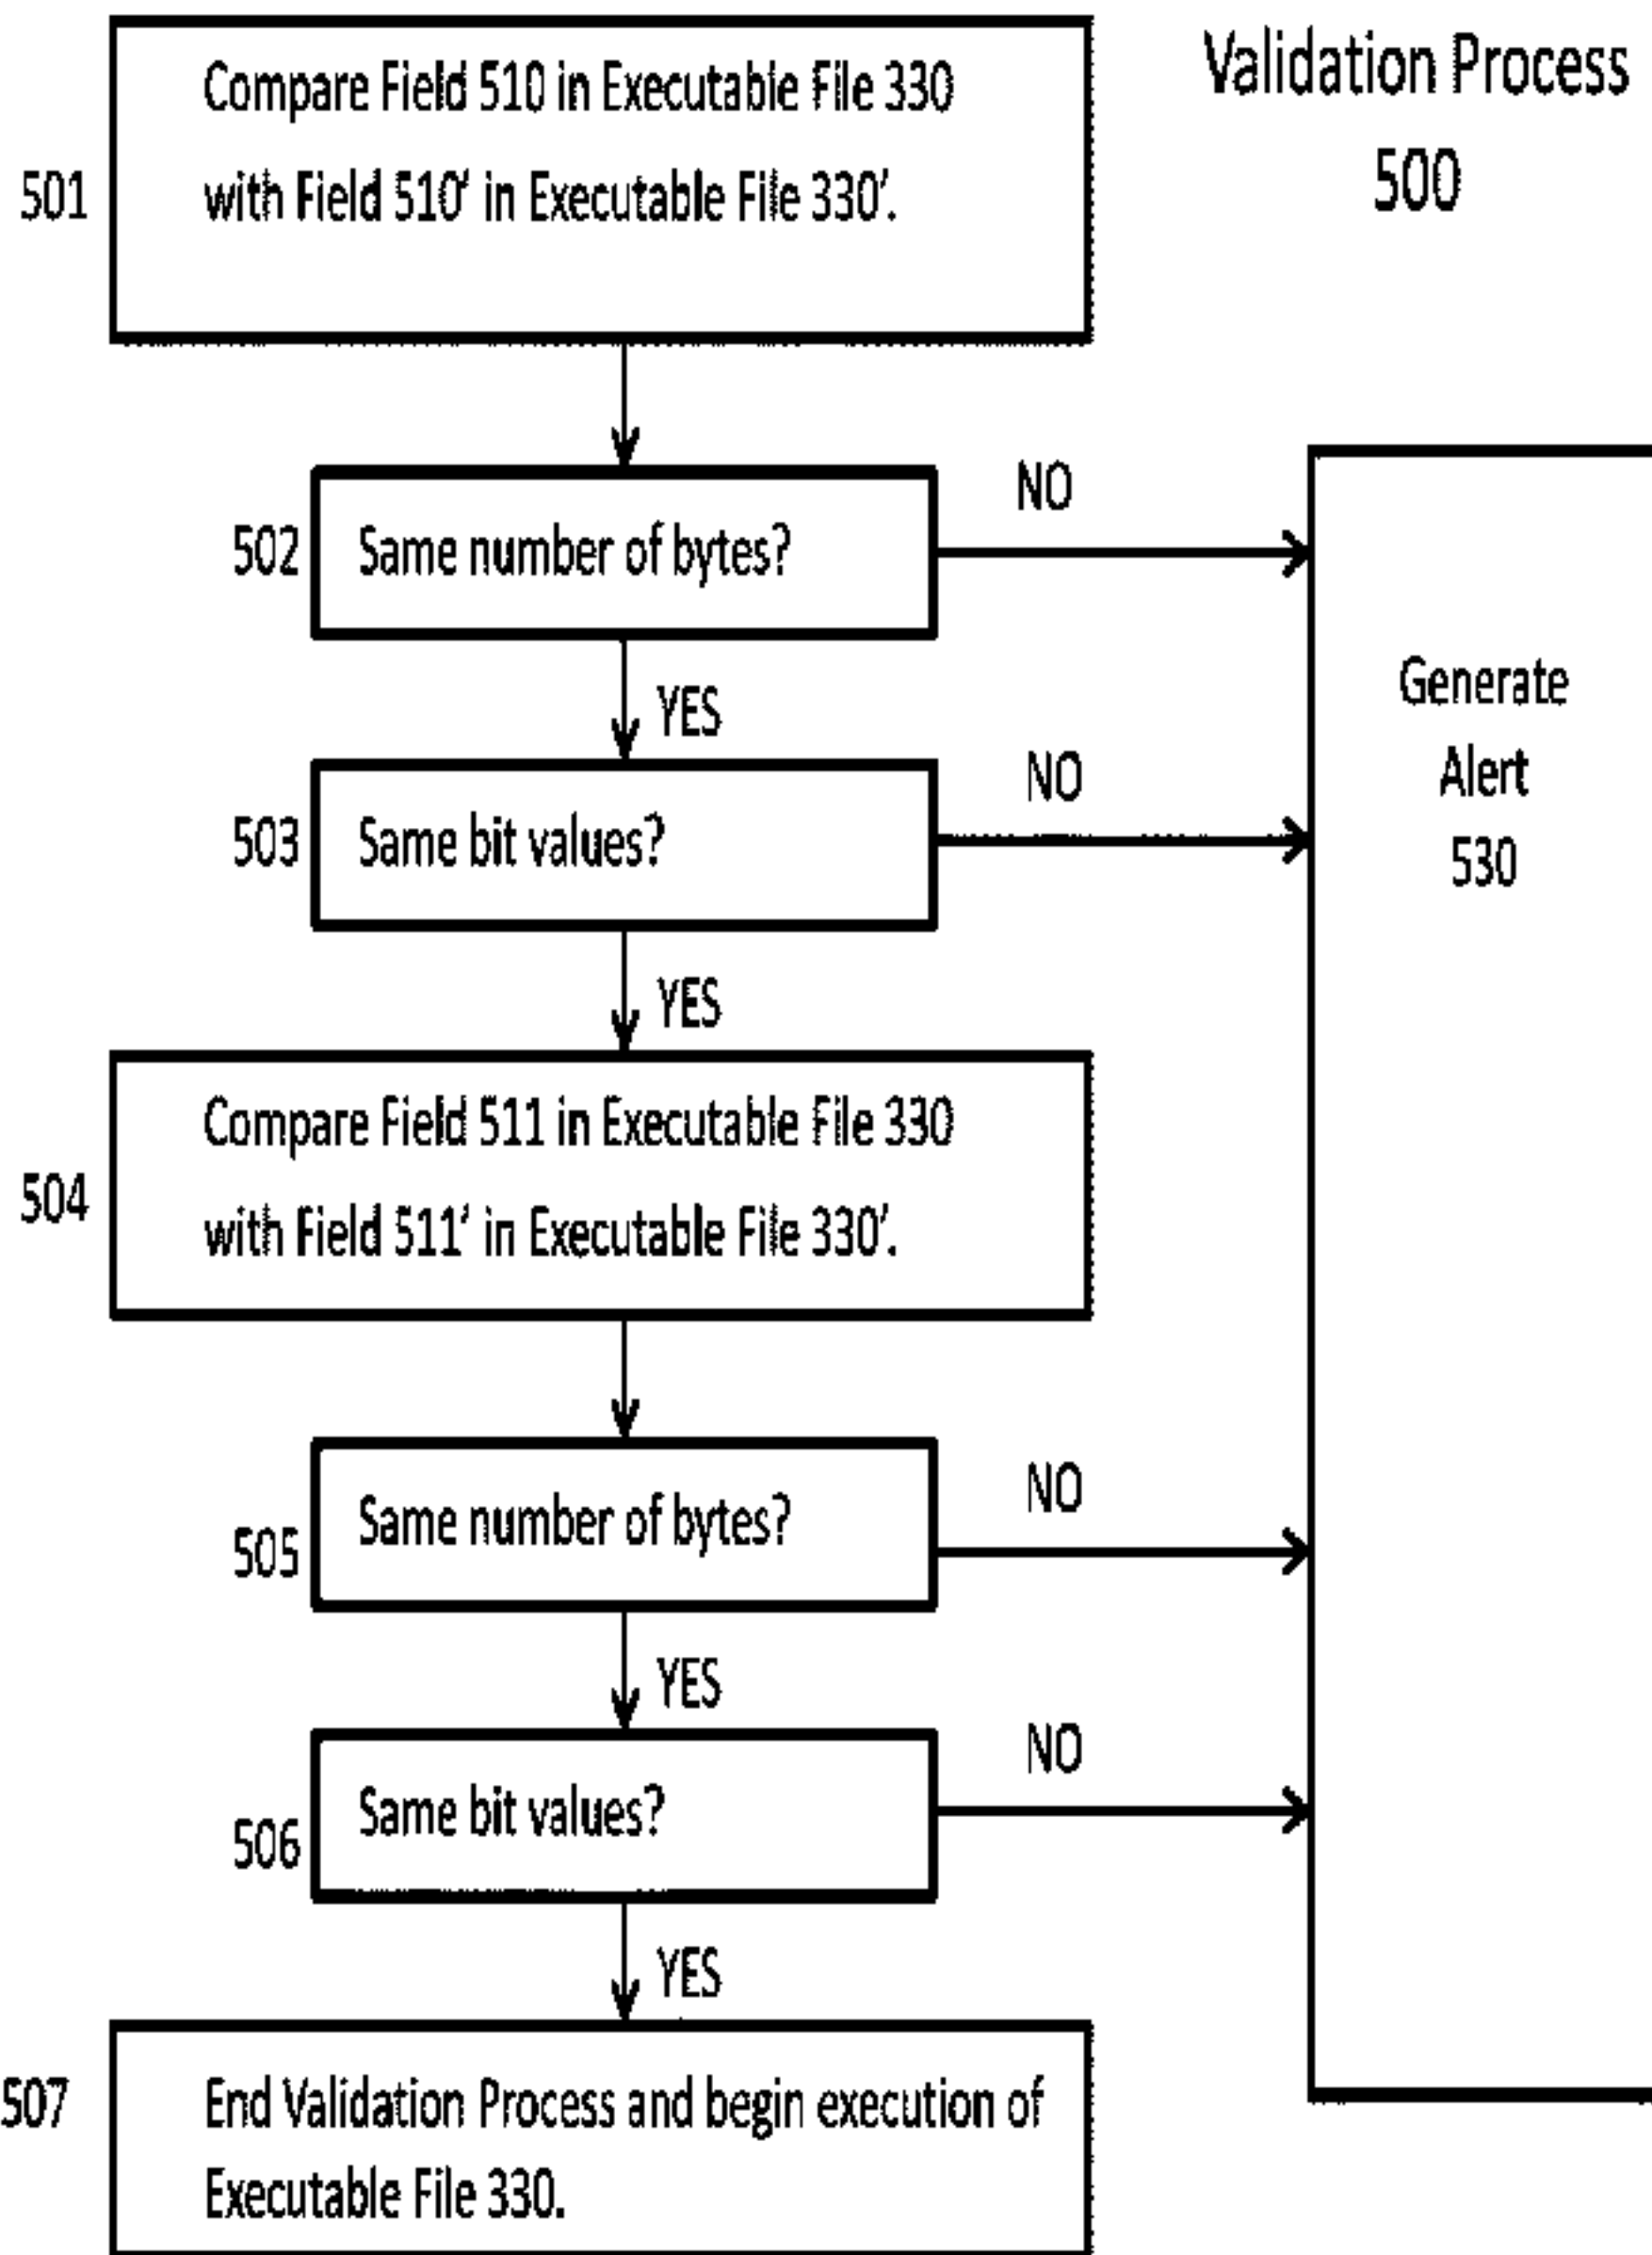 Validation Process
500
501
Compare Field 510 in Executable File 330
with Field 510' in Executable File 330'.
502
Same number of bytes?
NO
YES
503
Same bit values?
NO
YES
Generate
Alert
530
504
Compare Field 511 in Executable File 330
with Field 511' in Executable File 330'.
505
Same number of bytes?
NO
YES
506
Same bit values?
NO
YES
507
End Validation Process and begin execution of
Executable File 330.